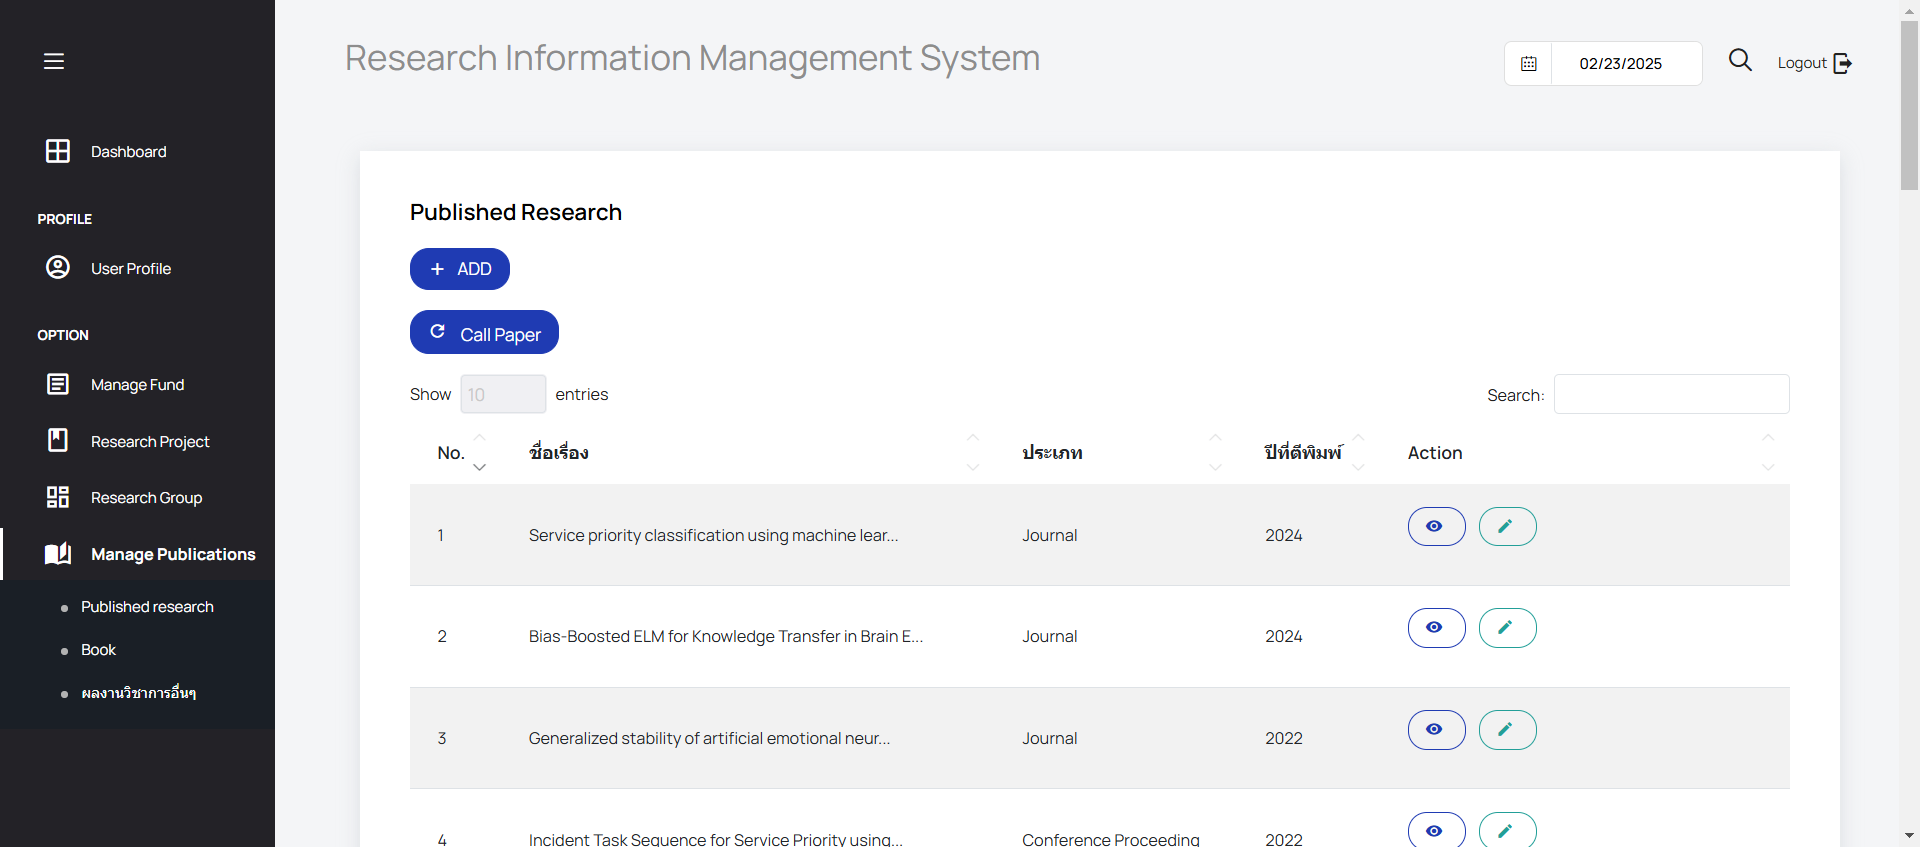 Research Information Management System
02/23/2025
Logout
Dashboard
PROFILE
User Profile
OPTION
Manage Fund
Research Project
Research Group
Manage Publications
Published research
Book
ผลงานวิชาการอื่นๆ
Published Research
+ ADD
Call Paper
Show 10 entries
Search:
No. ชื่อเรื่อง ประเภท ปีที่ตีพิมพ์ Action
1 Service priority classification using machine lear... Journal 2024
2 Bias-Boosted ELM for Knowledge Transfer in Brain E... Journal 2024
3 Generalized stability of artificial emotional neur... Journal 2022
4 Incident Task Sequence for Service Priority using... Conference Proceeding 2022